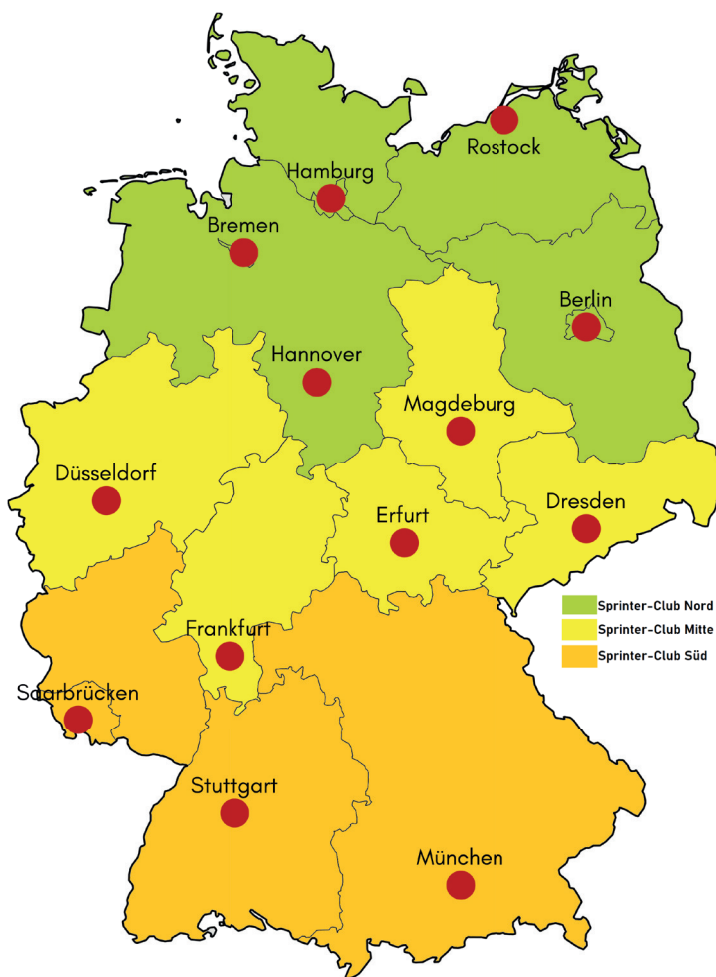 Rostock
Hamburg
Bremen
Berlin
Hannover
Magdeburg
Düsseldorf
Dresden
Erfurt
Sprinter-Club Nord
Sprinter-Club Mitte
Sprinter-Club Süd
Frankfurt
Saarbrücken
Stuttgart
München